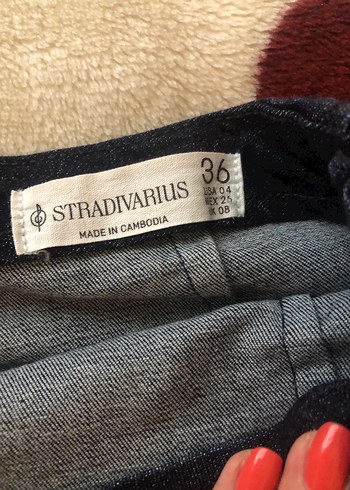 STRADIVARIUS
MADE IN CAMBODIA
36
USA 04
MEX 26
UK 08